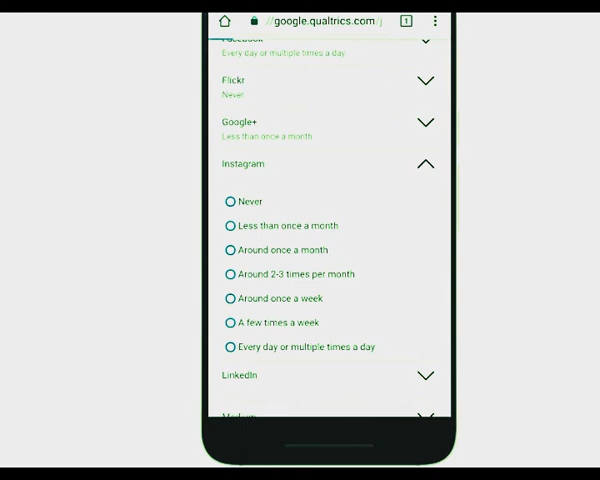 //google.qualtrics.com/j
1
Facebook
Every day or multiple times a day
Flickr
Never
Google+
Less than once a month
Instagram
Never
Less than once a month
Around once a month
Around 2-3 times per month
Around once a week
A few times a week
Every day or multiple times a day
LinkedIn
Medium